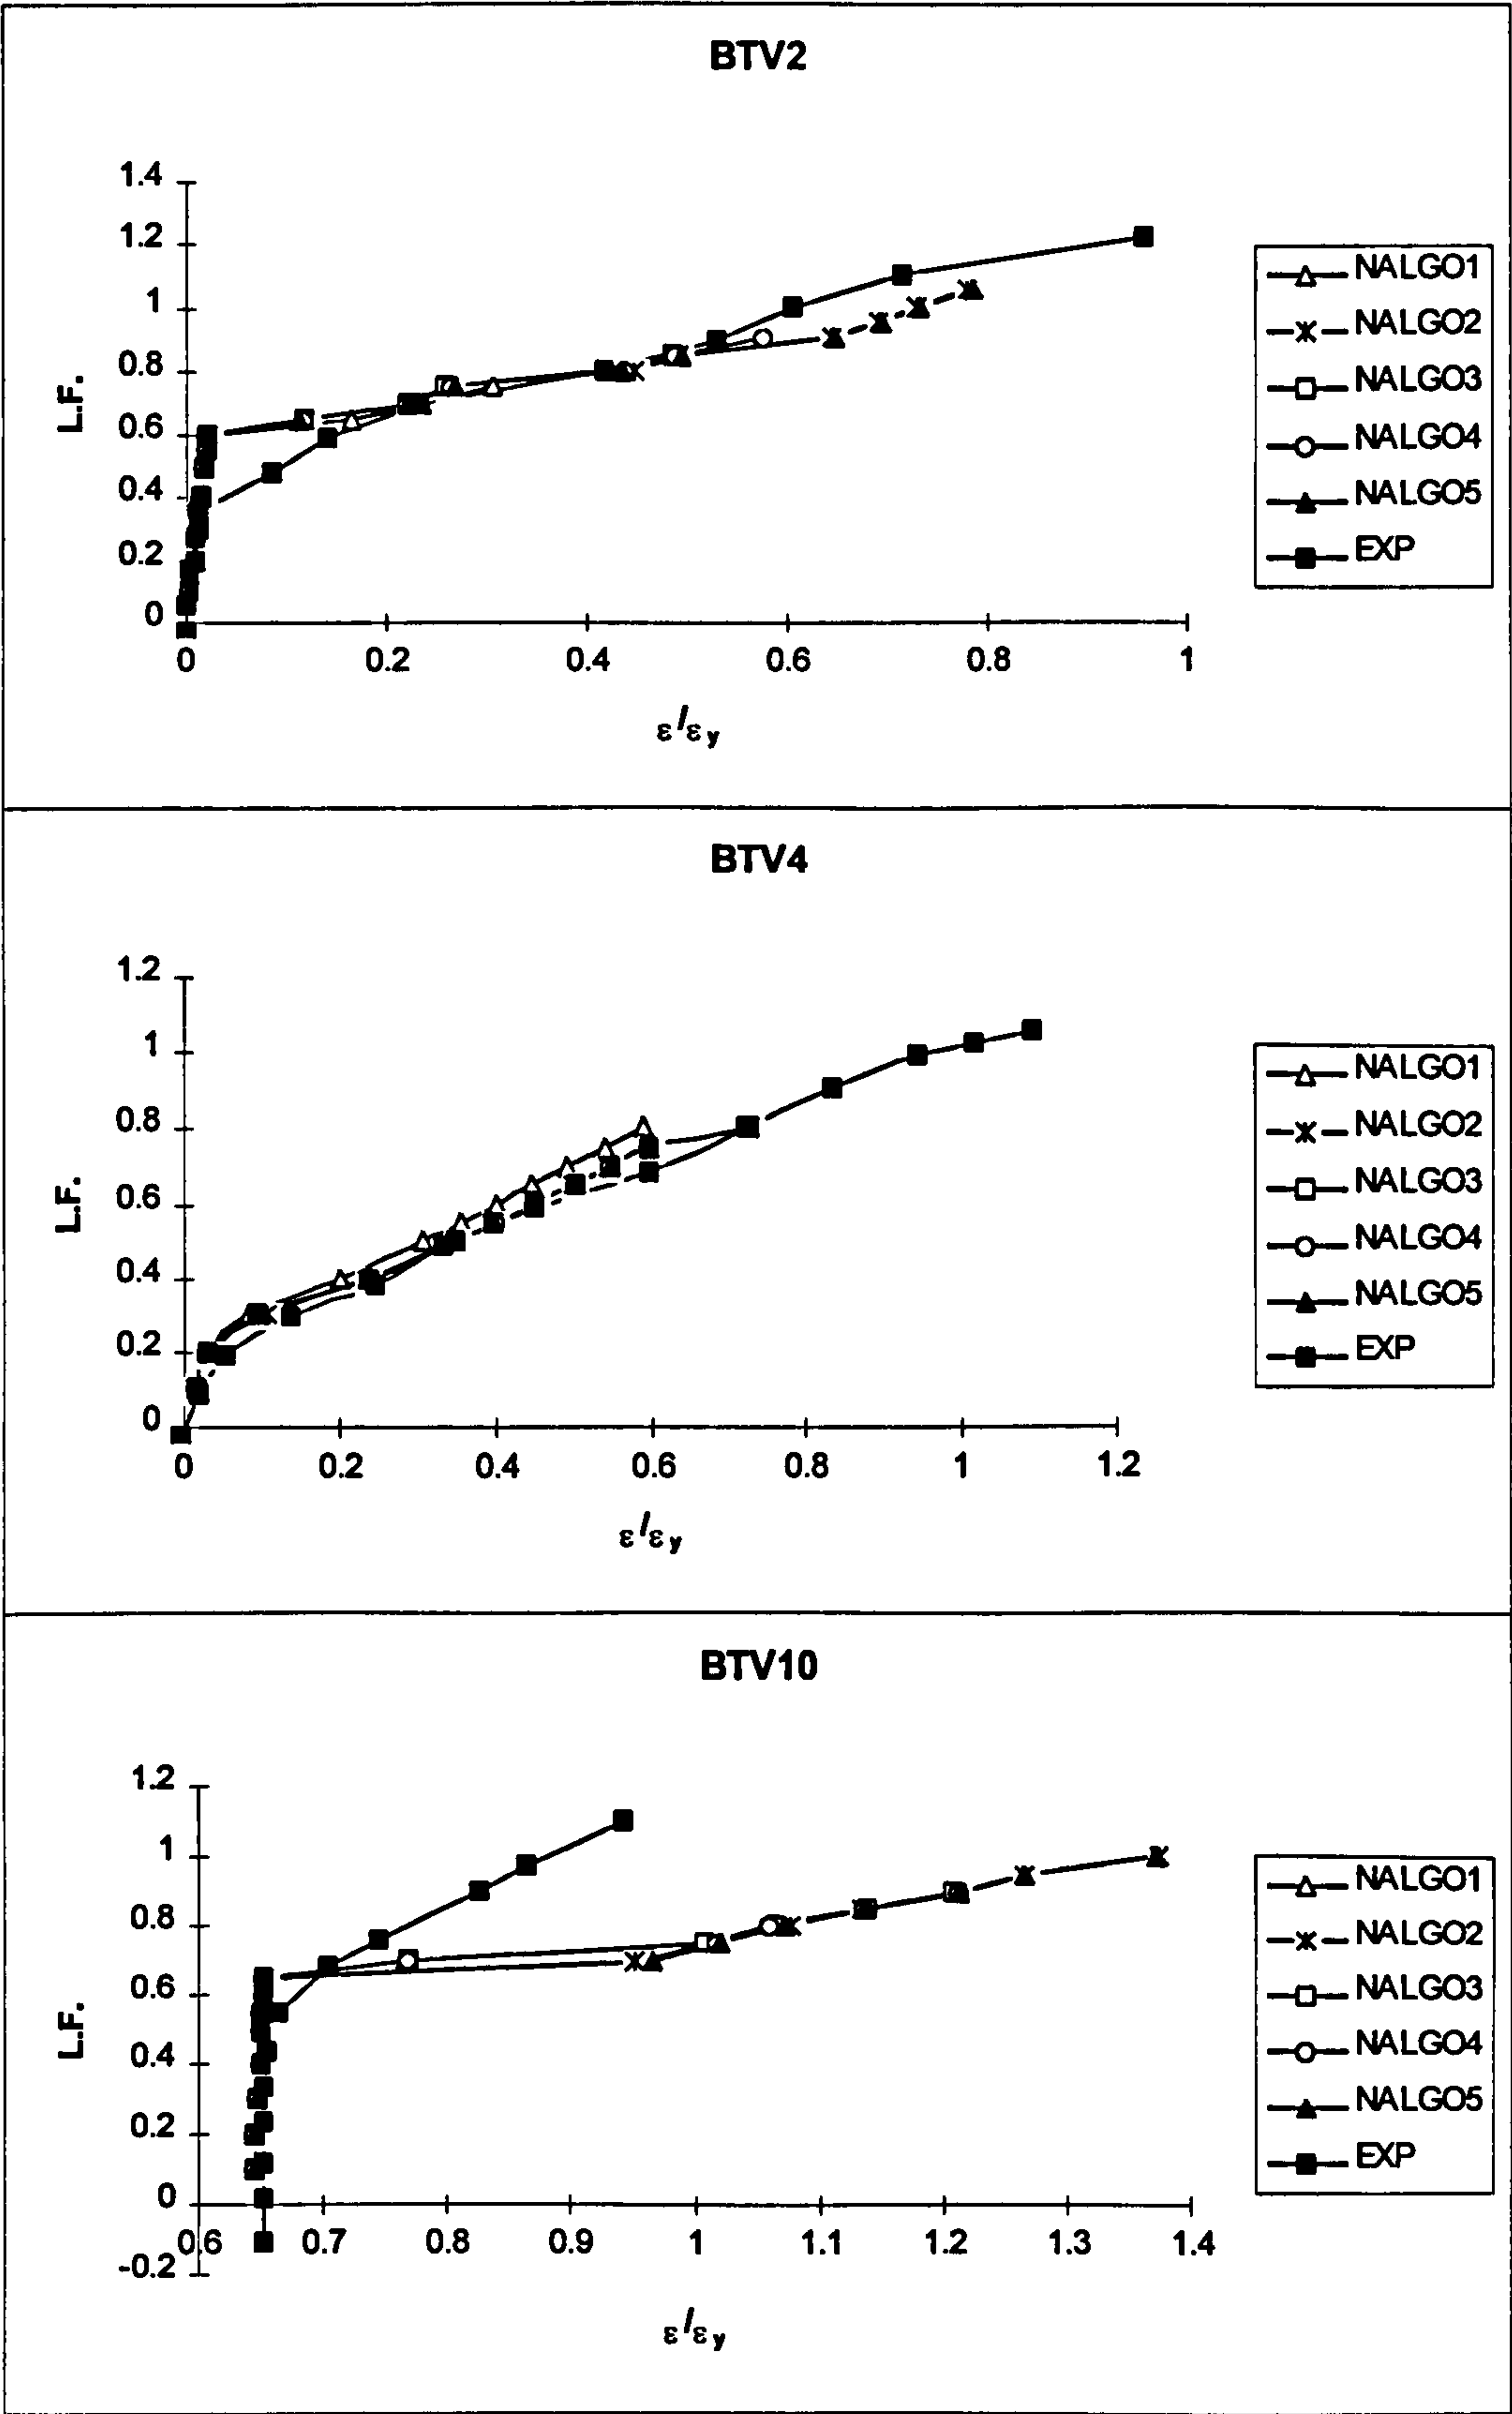 BTV2
1.4
1.2
1
0.8
0.6
0.4
0.2
0
L.F.
0 0.2 0.4 0.6 0.8 1
ε/εy
NALGO1
NALGO2
NALGO3
NALGO4
NALGO5
EXP
BTV4
1.2
1
0.8
0.6
0.4
0.2
0
L.F.
0 0.2 0.4 0.6 0.8 1 1.2
ε/εy
NALGO1
NALGO2
NALGO3
NALGO4
NALGO5
EXP
BTV10
1.2
1
0.8
0.6
0.4
0.2
0
-0.2
L.F.
0.6 0.7 0.8 0.9 1 1.1 1.2 1.3 1.4
ε/εy
NALGO1
NALGO2
NALGO3
NALGO4
NALGO5
EXP